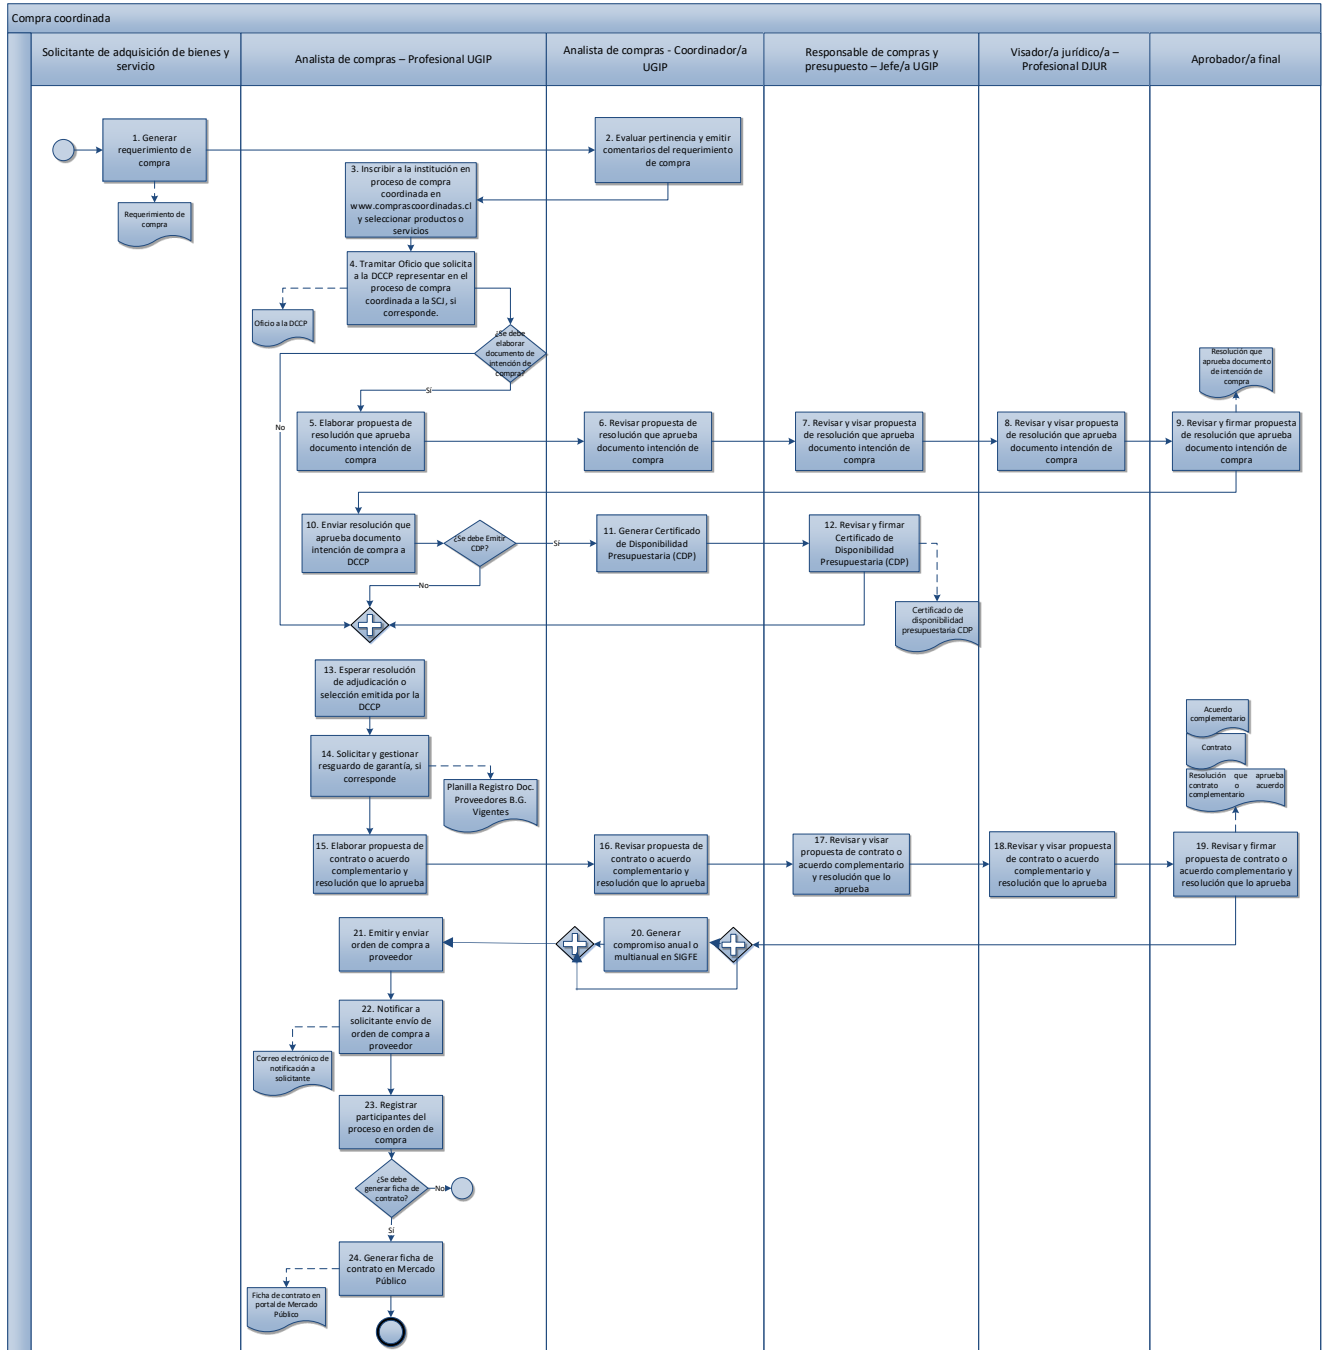 Compra coordinada
Solicitante de adquisición de bienes y
servicio
Analista de compras – Profesional UGIP
Analista de compras - Coordinador/a
UGIP
Responsable de compras y
presupuesto – Jefe/a UGIP
Visador/a jurídico/a –
Profesional DJUR
Aprobador/a final
1. Generar
requerimiento de
compra
Requerimiento de
compra
2. Evaluar pertinencia y emitir
comentarios del requerimiento
de compra
3. Inscribir a la institución en
proceso de compra
coordinada en
www.comprascoordinadas.cl
y seleccionar productos o
servicios
4. Tramitar Oficio que solicita
a la DCCP representar en el
proceso de compra
coordinada a la SCJ, si
corresponde.
Oficio a la DCCP
¿Se debe
elaborar
documento de
intención de
compra?
Sí
No
5. Elaborar propuesta de
resolución que aprueba
documento intención de
compra
6. Revisar propuesta de
resolución que aprueba
documento intención de
compra
7. Revisar y visar propuesta
de resolución que aprueba
documento intención de
compra
8. Revisar y visar propuesta
de resolución que aprueba
documento intención de
compra
Resolución que
aprueba documento
de intención de
compra
9. Revisar y firmar propuesta
de resolución que aprueba
documento intención de
compra
10. Enviar resolución que
aprueba documento
intención de compra a
DCCP
¿Se debe Emitir
CDP?
Sí
No
11. Generar Certificado
de Disponibilidad
Presupuestaria (CDP)
12. Revisar y firmar
Certificado de
Disponibilidad
Presupuestaria (CDP)
Certificado de
disponibilidad
presupuestaria CDP
13. Esperar resolución
de adjudicación o
selección emitida por la
DCCP
14. Solicitar y gestionar
resguardo de garantía, si
corresponde
Planilla Registro Doc.
Proveedores B.G.
Vigentes
15. Elaborar propuesta de
contrato o acuerdo
complementario y
resolución que lo aprueba
16. Revisar propuesta de
contrato o acuerdo
complementario y
resolución que lo aprueba
17. Revisar y visar
propuesta de contrato o
acuerdo complementario
y resolución que lo
aprueba
18.Revisar y visar propuesta
de contrato o acuerdo
complementario y
resolución que lo aprueba
Acuerdo
complementario
Contrato
Resolución que aprueba
contrato o acuerdo
complementario
19. Revisar y firmar
propuesta de contrato o
acuerdo complementario y
resolución que lo aprueba
20. Generar
compromiso anual o
multianual en SIGFE
21. Emitir y enviar
orden de compra a
proveedor
22. Notificar a
solicitante envío de
orden de compra a
proveedor
Correo electrónico de
notificación a
solicitante
23. Registrar
participantes del
proceso en orden de
compra
¿Se debe
generar ficha de
contrato?
No
Sí
24. Generar ficha de
contrato en Mercado
Público
Ficha de contrato en
portal de Mercado
Público